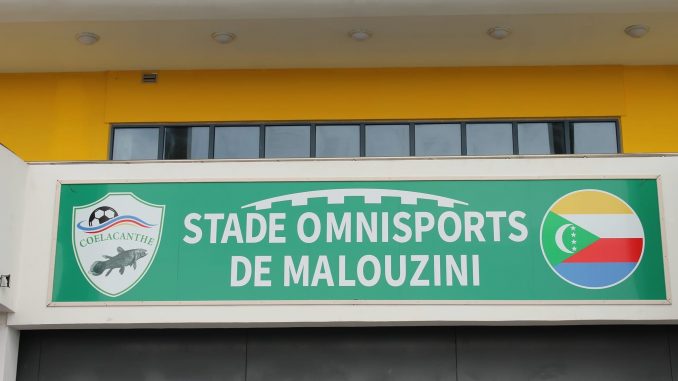 COELACANTHE
STADE OMNISPORTS
DE MALOUZINI